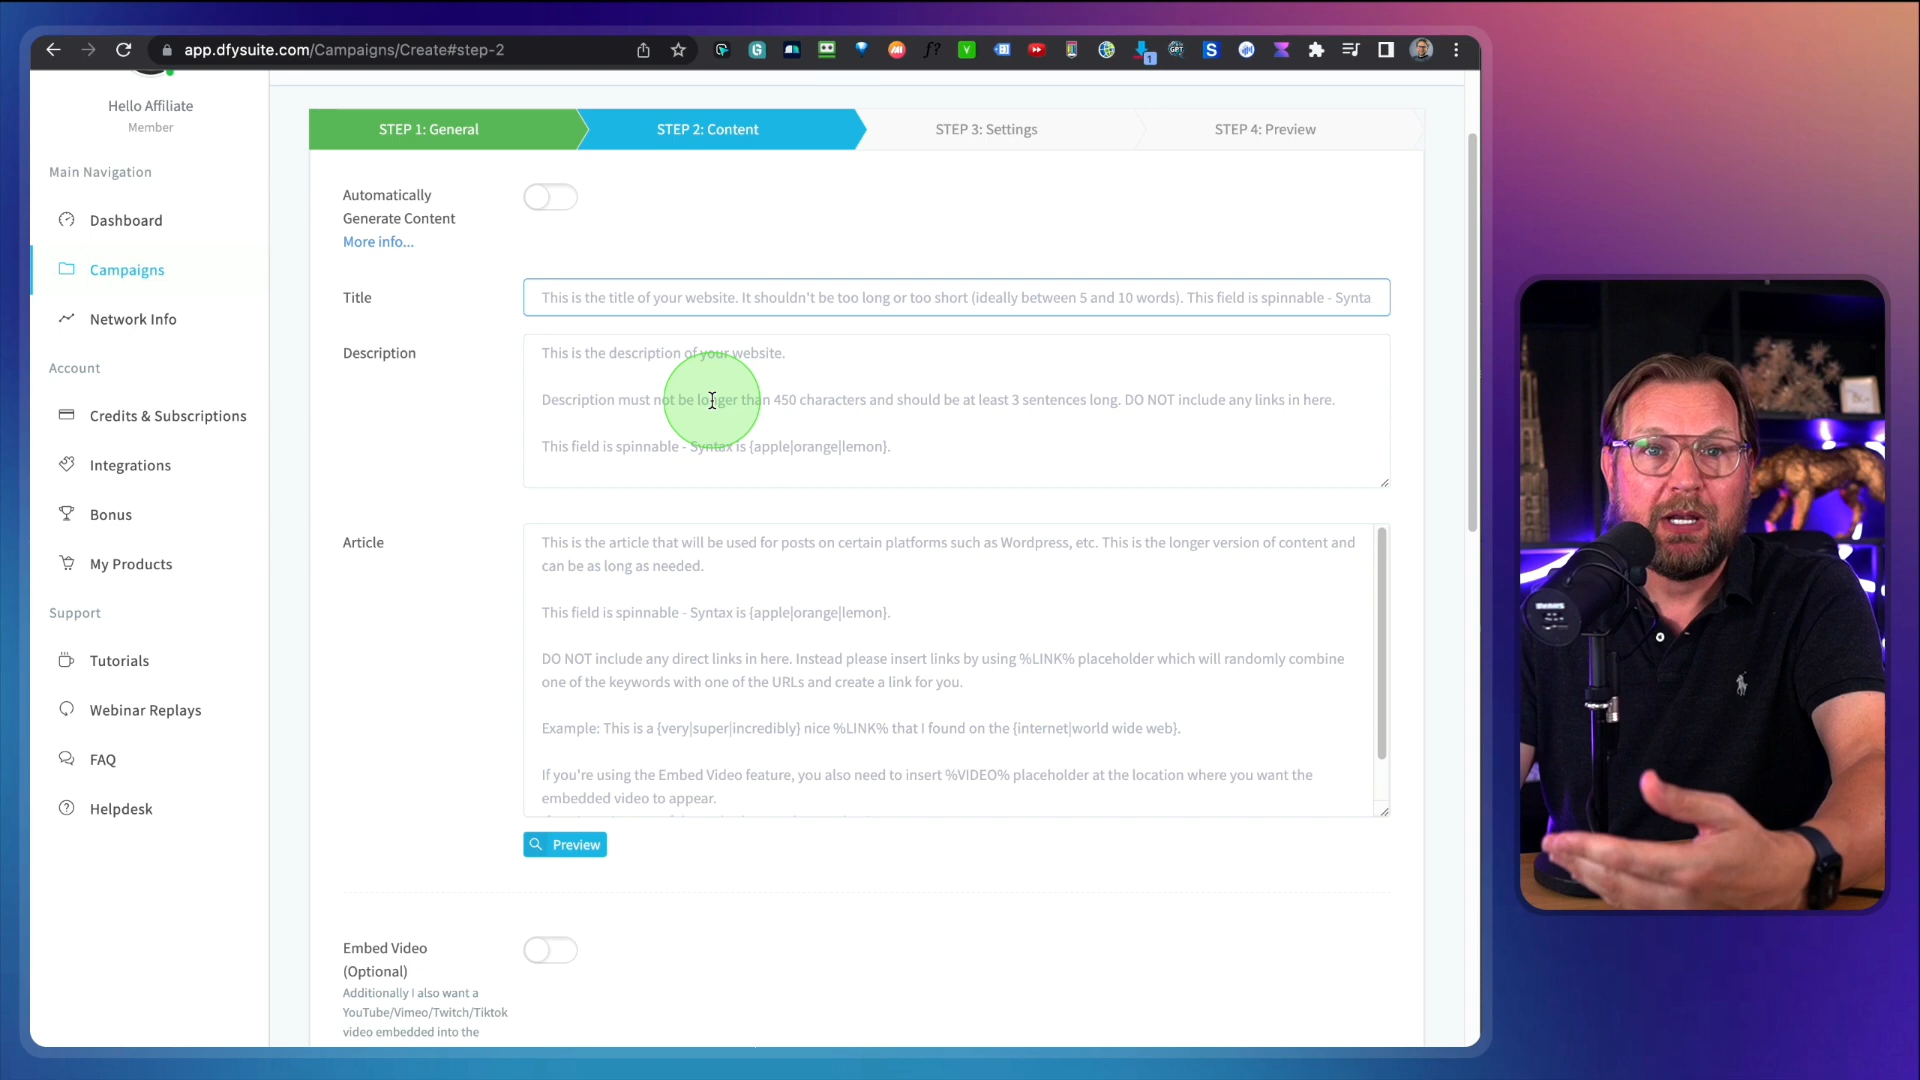 app.dfysuite.com/Campaigns/Create#step-2
Hello Affiliate
Member
Main Navigation
Dashboard
Campaigns
Network Info
Account
Credits & Subscriptions
Integrations
Bonus
My Products
Support
Tutorials
Webinar Replays
FAQ
Helpdesk
STEP 1: General
STEP 2: Content
STEP 3: Settings
STEP 4: Preview
Automatically
Generate Content
More info...
Title
This is the title of your website. It shouldn't be too long or too short (ideally between 5 and 10 words). This field is spinnable - Synta
Description
This is the description of your website.
Description must not be longer than 450 characters and should be at least 3 sentences long. DO NOT include any links in here.
This field is spinnable - Syntax is {apple|orange|lemon}.
Article
This is the article that will be used for posts on certain platforms such as Wordpress, etc. This is the longer version of content and
can be as long as needed.
This field is spinnable - Syntax is {apple|orange|lemon}.
DO NOT include any direct links in here. Instead please insert links by using %LINK% placeholder which will randomly combine
one of the keywords with one of the URLs and create a link for you.
Example: This is a {very|super|incredibly} nice %LINK% that I found on the {internet|world wide web}.
If you're using the Embed Video feature, you also need to insert %VIDEO% placeholder at the location where you want the
embedded video to appear.
Preview
Embed Video
(Optional)
Additionally I also want a
YouTube/Vimeo/Twitch/Tiktok
video embedded into the